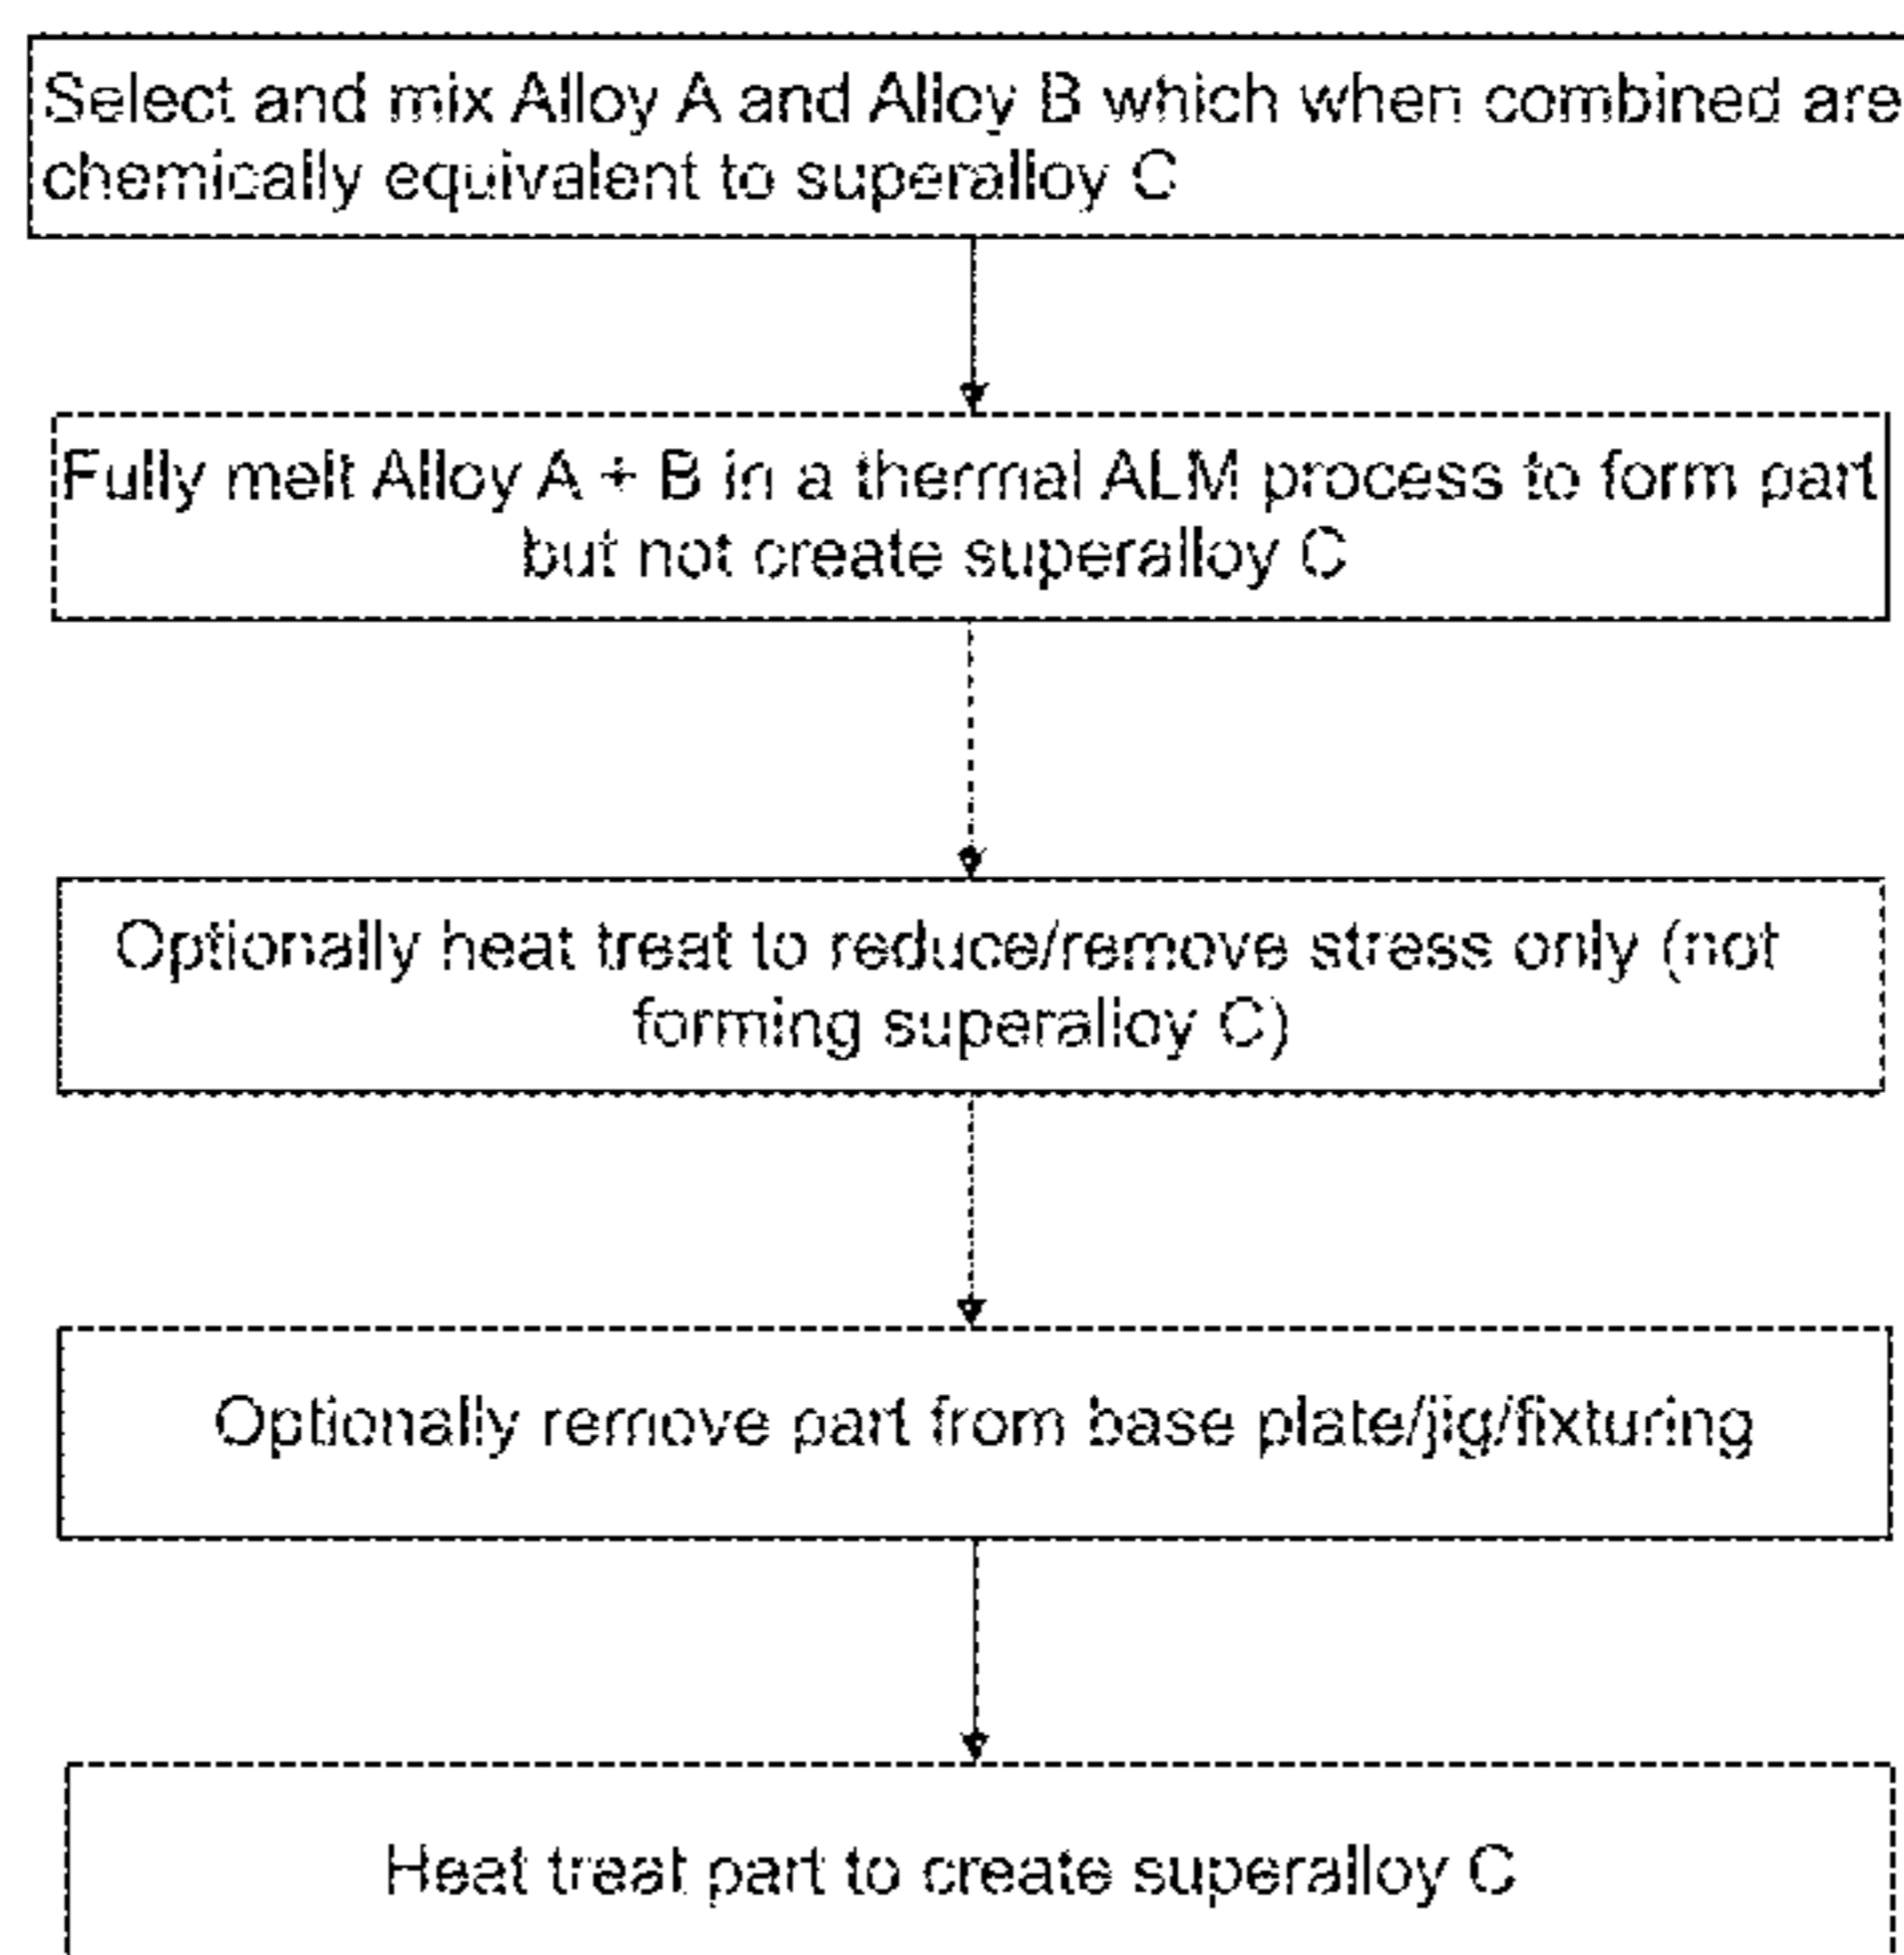 Select and mix Alloy A and Alloy B which when combined are
chemically equivalent to superalloy C
Fully melt Alloy A + B in a thermal ALM process to form part
but not create superalloy C
Optionally heat treat to reduce/remove stress only (not
forming superalloy C)
Optionally remove part from base plate/jig/fixturing
Heat treat part to create superalloy C